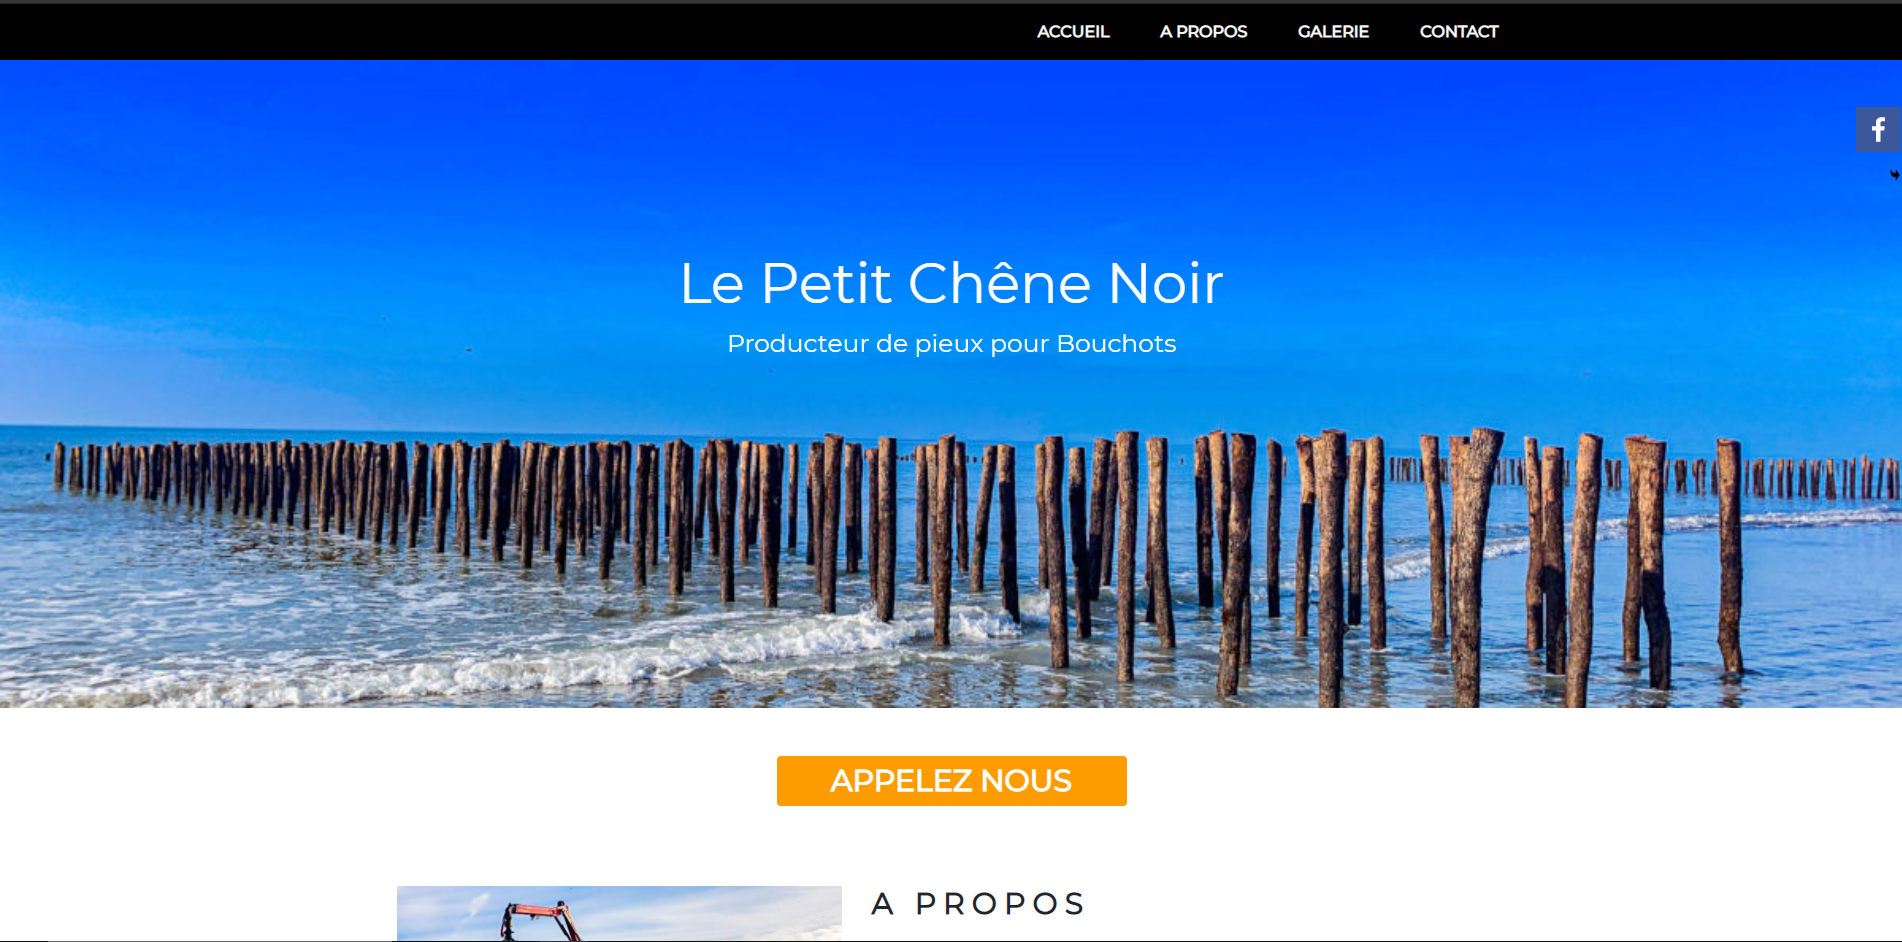 ACCUEIL A PROPOS GALERIE CONTACT
Le Petit Chêne Noir
Producteur de pieux pour Bouchots
APPELEZ NOUS
A PROPOS